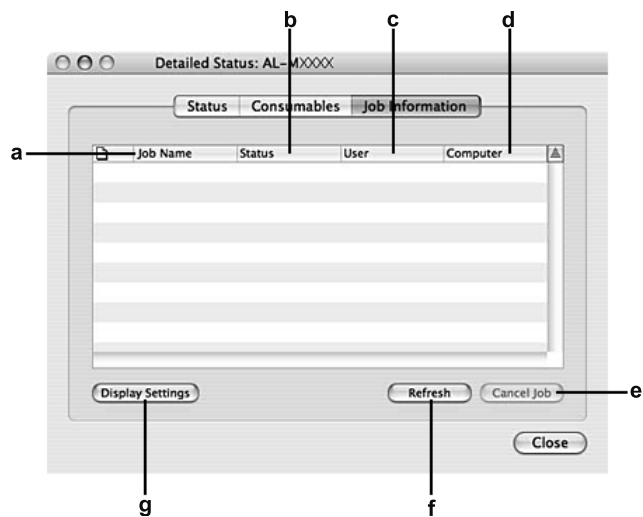 b c d
Detailed Status: AL-MXXXX
Status Consumables Job Information
a Job Name Status User Computer
Display Settings Refresh Cancel Job e
Close
g f